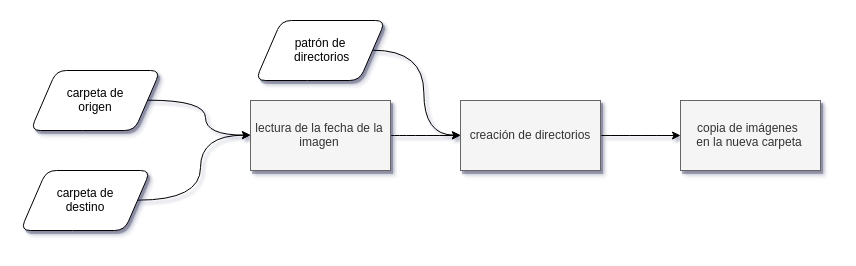 patrón de
directorios
carpeta de
origen
lectura de la fecha de la
imagen
creación de directorios
copia de imágenes
en la nueva carpeta
carpeta de
destino